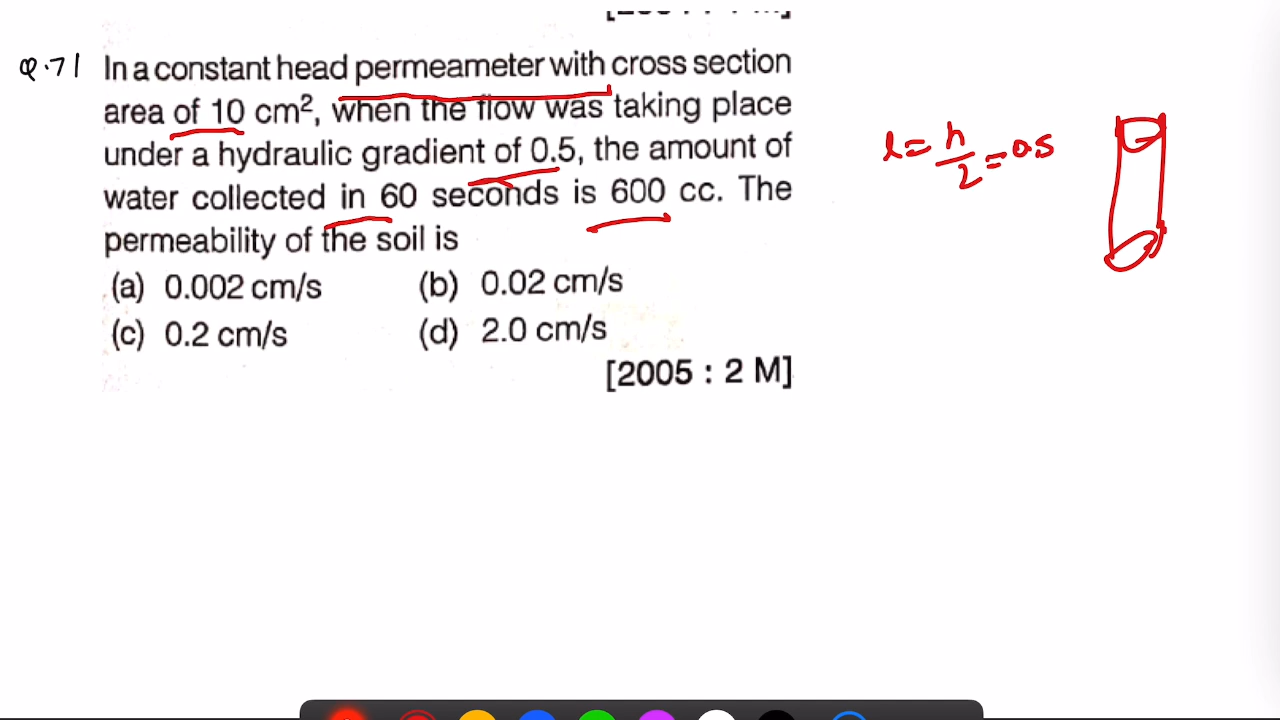 Q.71 In a constant head permeameter with cross section
area of 10 cm², when the flow was taking place
under a hydraulic gradient of 0.5, the amount of
water collected in 60 seconds is 600 cc. The
permeability of the soil is
(a) 0.002 cm/s (b) 0.02 cm/s
(c) 0.2 cm/s (d) 2.0 cm/s
[2005 : 2 M]
i = h/2 = 0.5